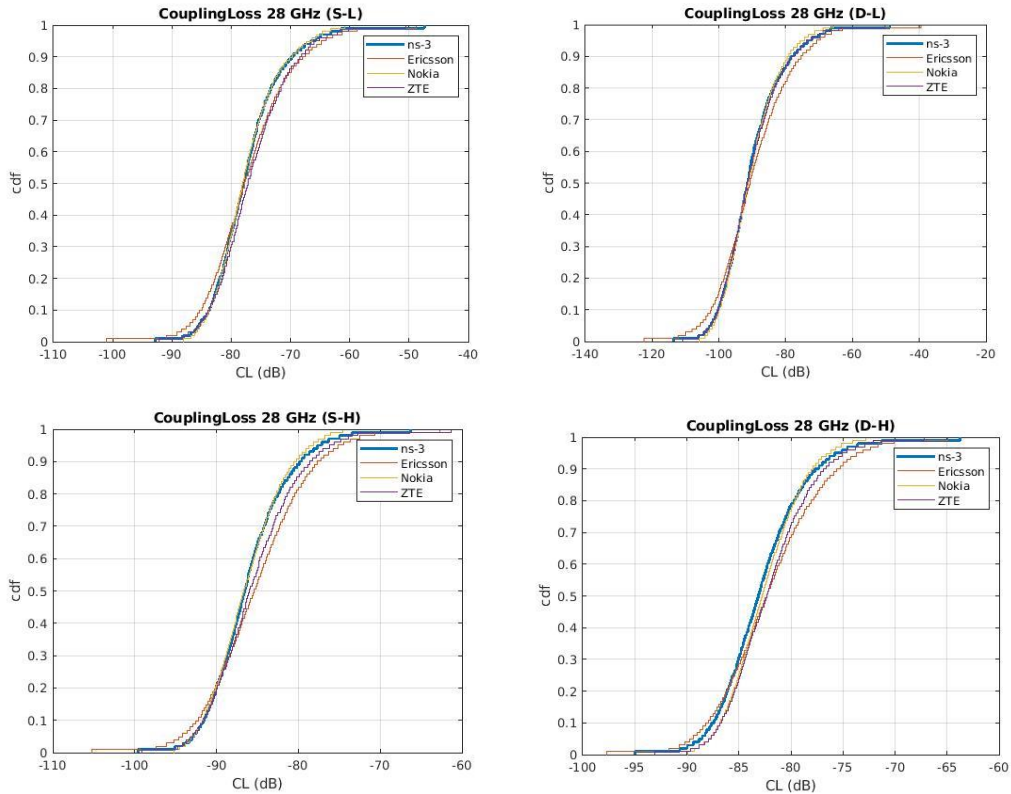 CouplingLoss 28 GHz (S-L)
1
0.9
0.8
0.7
0.6
0.5
0.4
0.3
0.2
0.1
0
cdf
ns-3
Ericsson
Nokia
ZTE
-110 -100 -90 -80 -70 -60 -50 -40
CL (dB)
CouplingLoss 28 GHz (D-L)
1
0.9
0.8
0.7
0.6
0.5
0.4
0.3
0.2
0.1
0
cdf
ns-3
Ericsson
Nokia
ZTE
-140 -120 -100 -80 -60 -40 -20
CL (dB)
CouplingLoss 28 GHz (S-H)
1
0.9
0.8
0.7
0.6
0.5
0.4
0.3
0.2
0.1
0
cdf
ns-3
Ericsson
Nokia
ZTE
-110 -100 -90 -80 -70 -60
CL (dB)
CouplingLoss 28 GHz (D-H)
1
0.9
0.8
0.7
0.6
0.5
0.4
0.3
0.2
0.1
0
cdf
ns-3
Ericsson
Nokia
ZTE
-100 -95 -90 -85 -80 -75 -70 -65 -60
CL (dB)